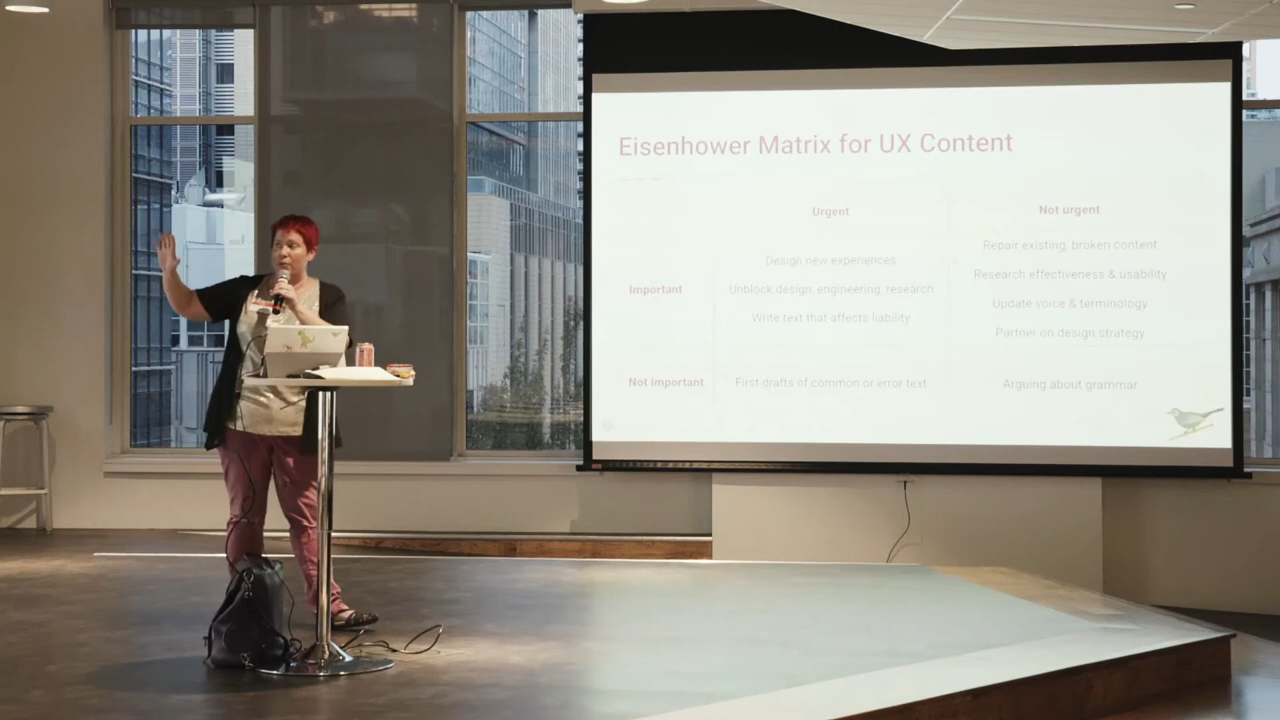 Eisenhower Matrix for UX Content
Urgent
Not urgent
Important
Design new experiences
Unblock design, engineering, research
Write text that affects liability
Repair existing, broken content
Research effectiveness & usability
Update voice & terminology
Partner on design strategy
Not important
First drafts of common or error text
Arguing about grammar